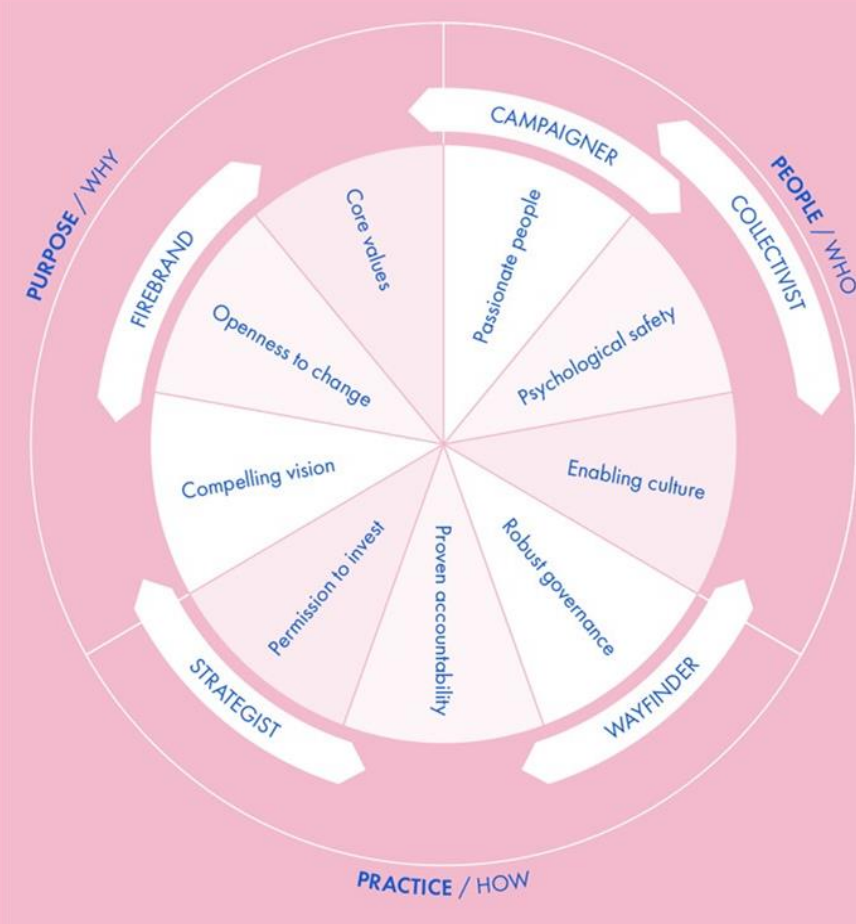 PURPOSE / WHY
PEOPLE / WHO
PRACTICE / HOW
CAMPAIGNER
COLLECTIVIST
WAYFINDER
STRATEGIST
FIREBRAND
Core values
Passionate people
Psychological safety
Enabling culture
Robust governance
Proven accountability
Permission to invest
Compelling vision
Openness to change